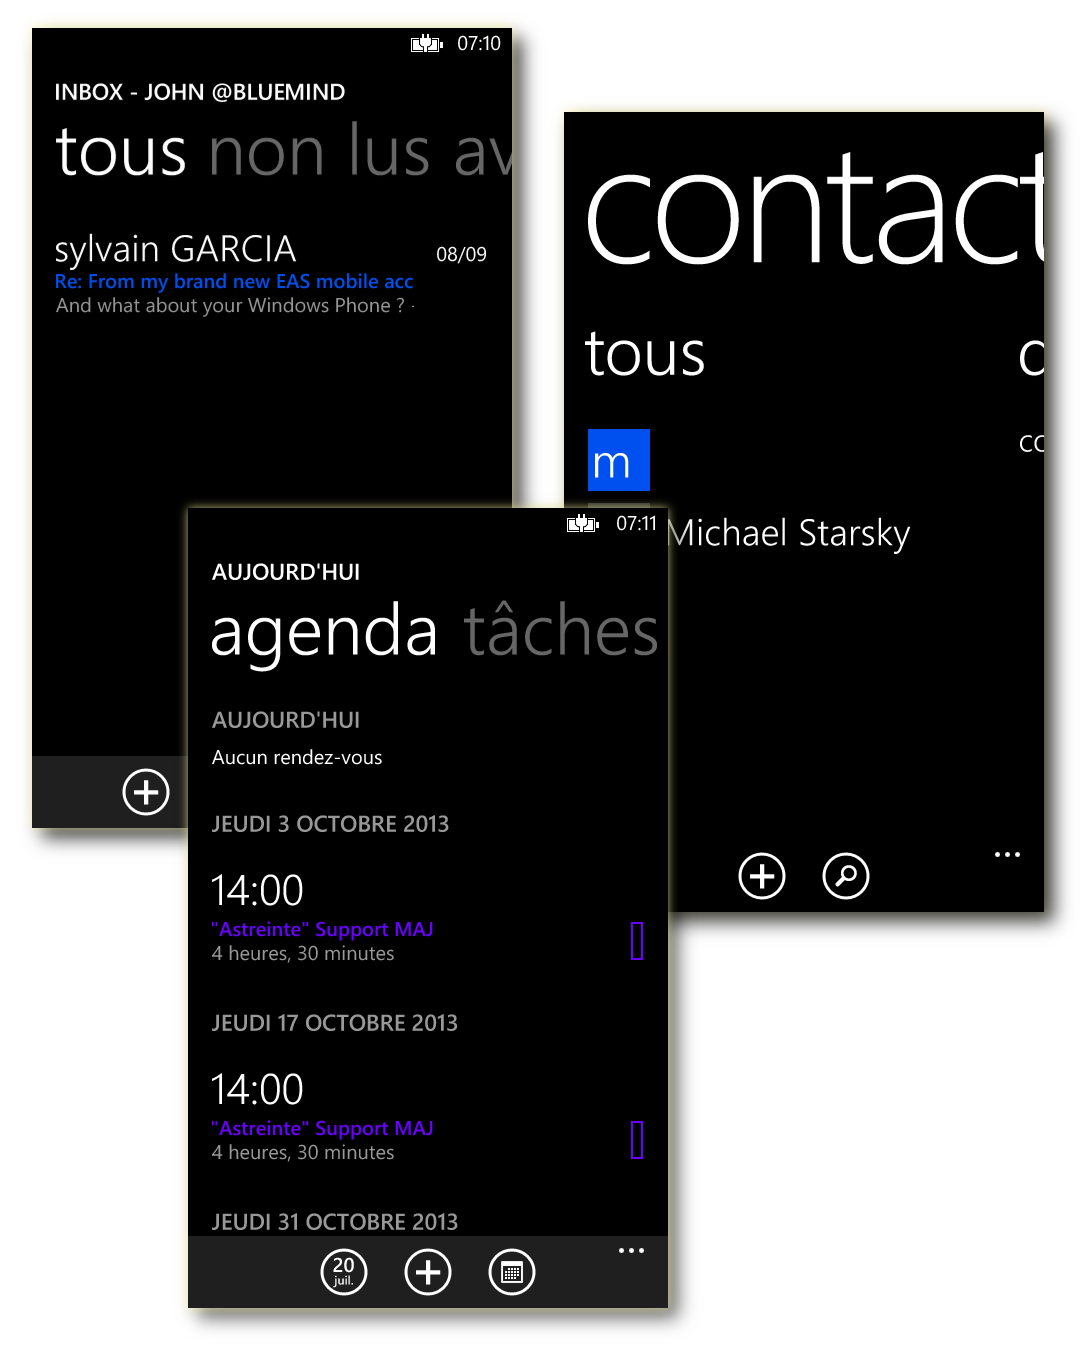 07:10
INBOX - JOHN @BLUEMIND
tous non lus av
sylvain GARCIA 08/09
Re: From my brand new EAS mobile acc
And what about your Windows Phone ? ·
contact
tous
m
Michael Starsky
07:11
AUJOURD'HUI
agenda tâches
AUJOURD'HUI
Aucun rendez-vous
JEUDI 3 OCTOBRE 2013
14:00
"Astreinte" Support MAJ
4 heures, 30 minutes
JEUDI 17 OCTOBRE 2013
14:00
"Astreinte" Support MAJ
4 heures, 30 minutes
JEUDI 31 OCTOBRE 2013
20
juil.